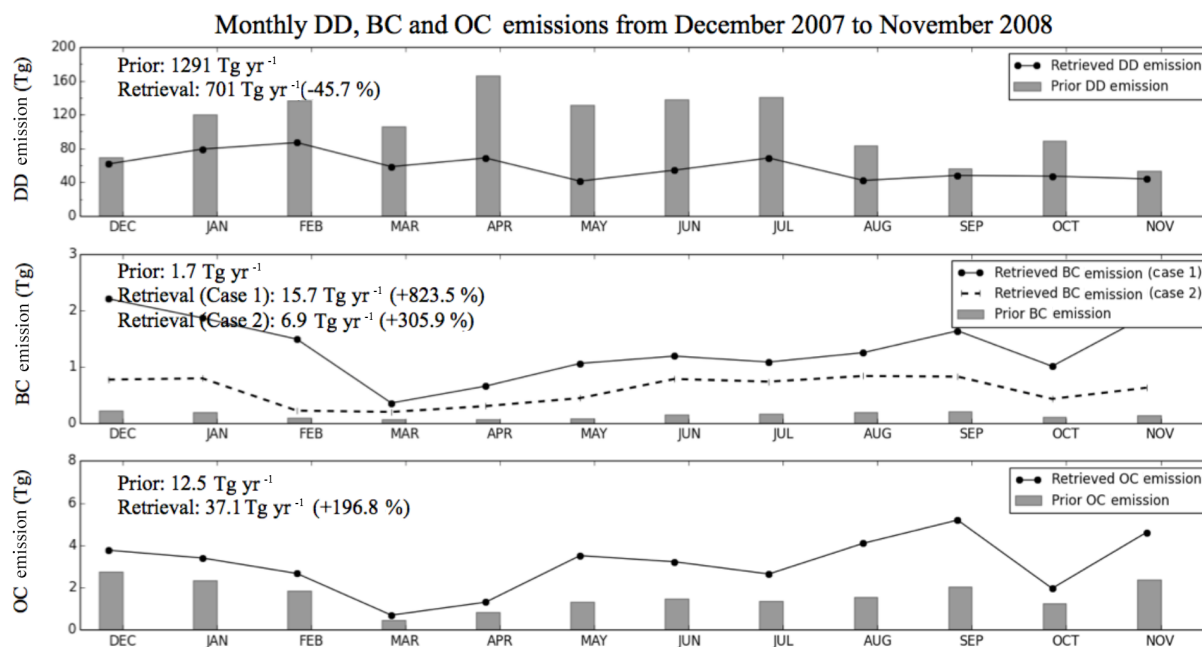 Monthly DD, BC and OC emissions from December 2007 to November 2008
DD emission (Tg)
200
160
120
80
40
0
Prior: 1291 Tg yr⁻¹
Retrieval: 701 Tg yr⁻¹(-45.7 %)
Retrieved DD emission
Prior DD emission
DEC JAN FEB MAR APR MAY JUN JUL AUG SEP OCT NOV
BC emission (Tg)
3
2
1
0
Prior: 1.7 Tg yr⁻¹
Retrieval (Case 1): 15.7 Tg yr⁻¹ (+823.5 %)
Retrieval (Case 2): 6.9 Tg yr⁻¹ (+305.9 %)
Retrieved BC emission (case 1)
Retrieved BC emission (case 2)
Prior BC emission
DEC JAN FEB MAR APR MAY JUN JUL AUG SEP OCT NOV
OC emission (Tg)
8
6
4
2
0
Prior: 12.5 Tg yr⁻¹
Retrieval: 37.1 Tg yr⁻¹ (+196.8 %)
Retrieved OC emission
Prior OC emission
DEC JAN FEB MAR APR MAY JUN JUL AUG SEP OCT NOV